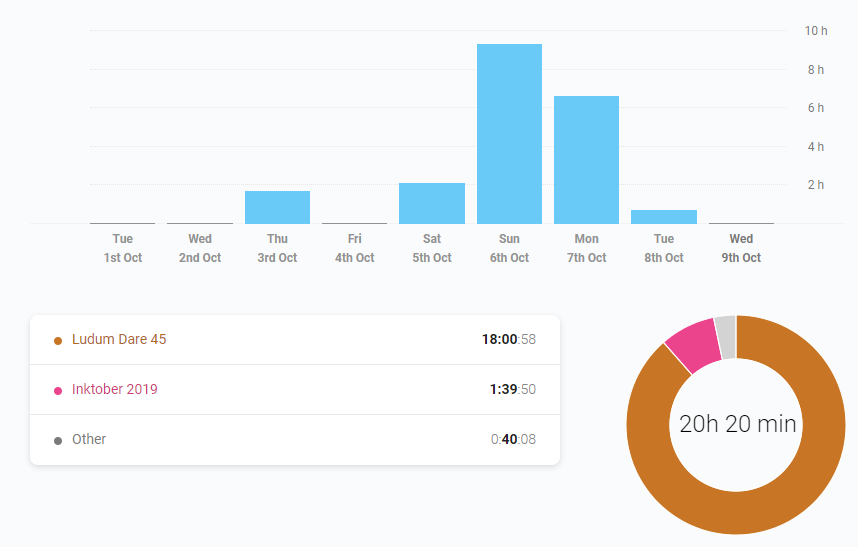 10 h
8 h
6 h
4 h
2 h
Tue Wed Thu Fri Sat Sun Mon Tue Wed
1st Oct 2nd Oct 3rd Oct 4th Oct 5th Oct 6th Oct 7th Oct 8th Oct 9th Oct
Ludum Dare 45 18:00:58
Inktober 2019 1:39:50
Other 0:40:08
20h 20 min